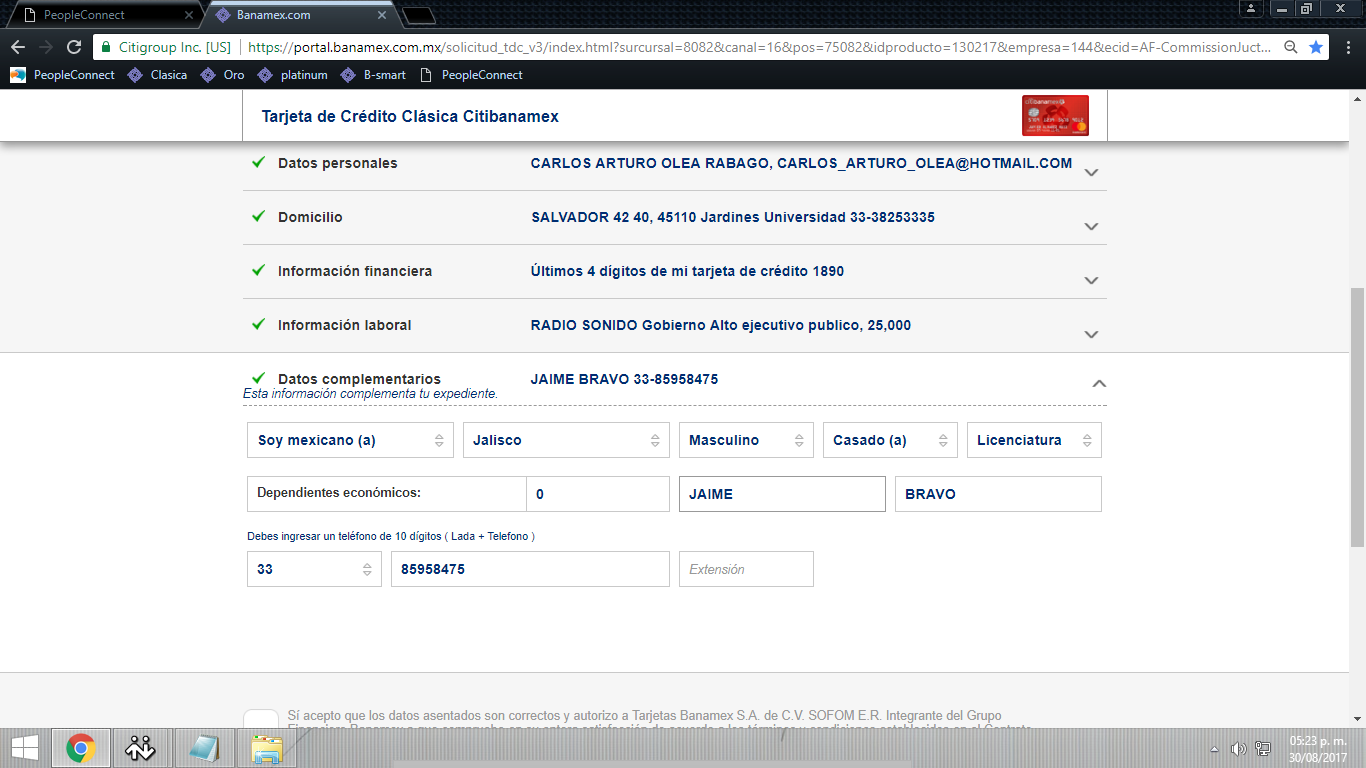 PeopleConnect
Banamex.com
Citigroup Inc. [US] https://portal.banamex.com.mx/solicitud_tdc_v3/index.html?surcursal=8082&canal=16&pos=75082&idproducto=130217&empresa=144&ecid=AF-CommissionJuct...
PeopleConnect Clasica Oro platinum B-smart PeopleConnect
Tarjeta de Crédito Clásica Citibanamex
Datos personales CARLOS ARTURO OLEA RABAGO, CARLOS_ARTURO_OLEA@HOTMAIL.COM
Domicilio SALVADOR 42 40, 45110 Jardines Universidad 33-38253335
Información financiera Últimos 4 dígitos de mi tarjeta de crédito 1890
Información laboral RADIO SONIDO Gobierno Alto ejecutivo publico, 25,000
Datos complementarios JAIME BRAVO 33-85958475
Esta información complementa tu expediente.
Soy mexicano (a) Jalisco Masculino Casado (a) Licenciatura
Dependientes económicos: 0 JAIME BRAVO
Debes ingresar un teléfono de 10 dígitos ( Lada + Telefono )
33 85958475 Extensión
Sí acepto que los datos asentados son correctos y autorizo a Tarjetas Banamex S.A. de C.V. SOFOM E.R. Integrante del Grupo
05:23 p. m.
30/08/2017